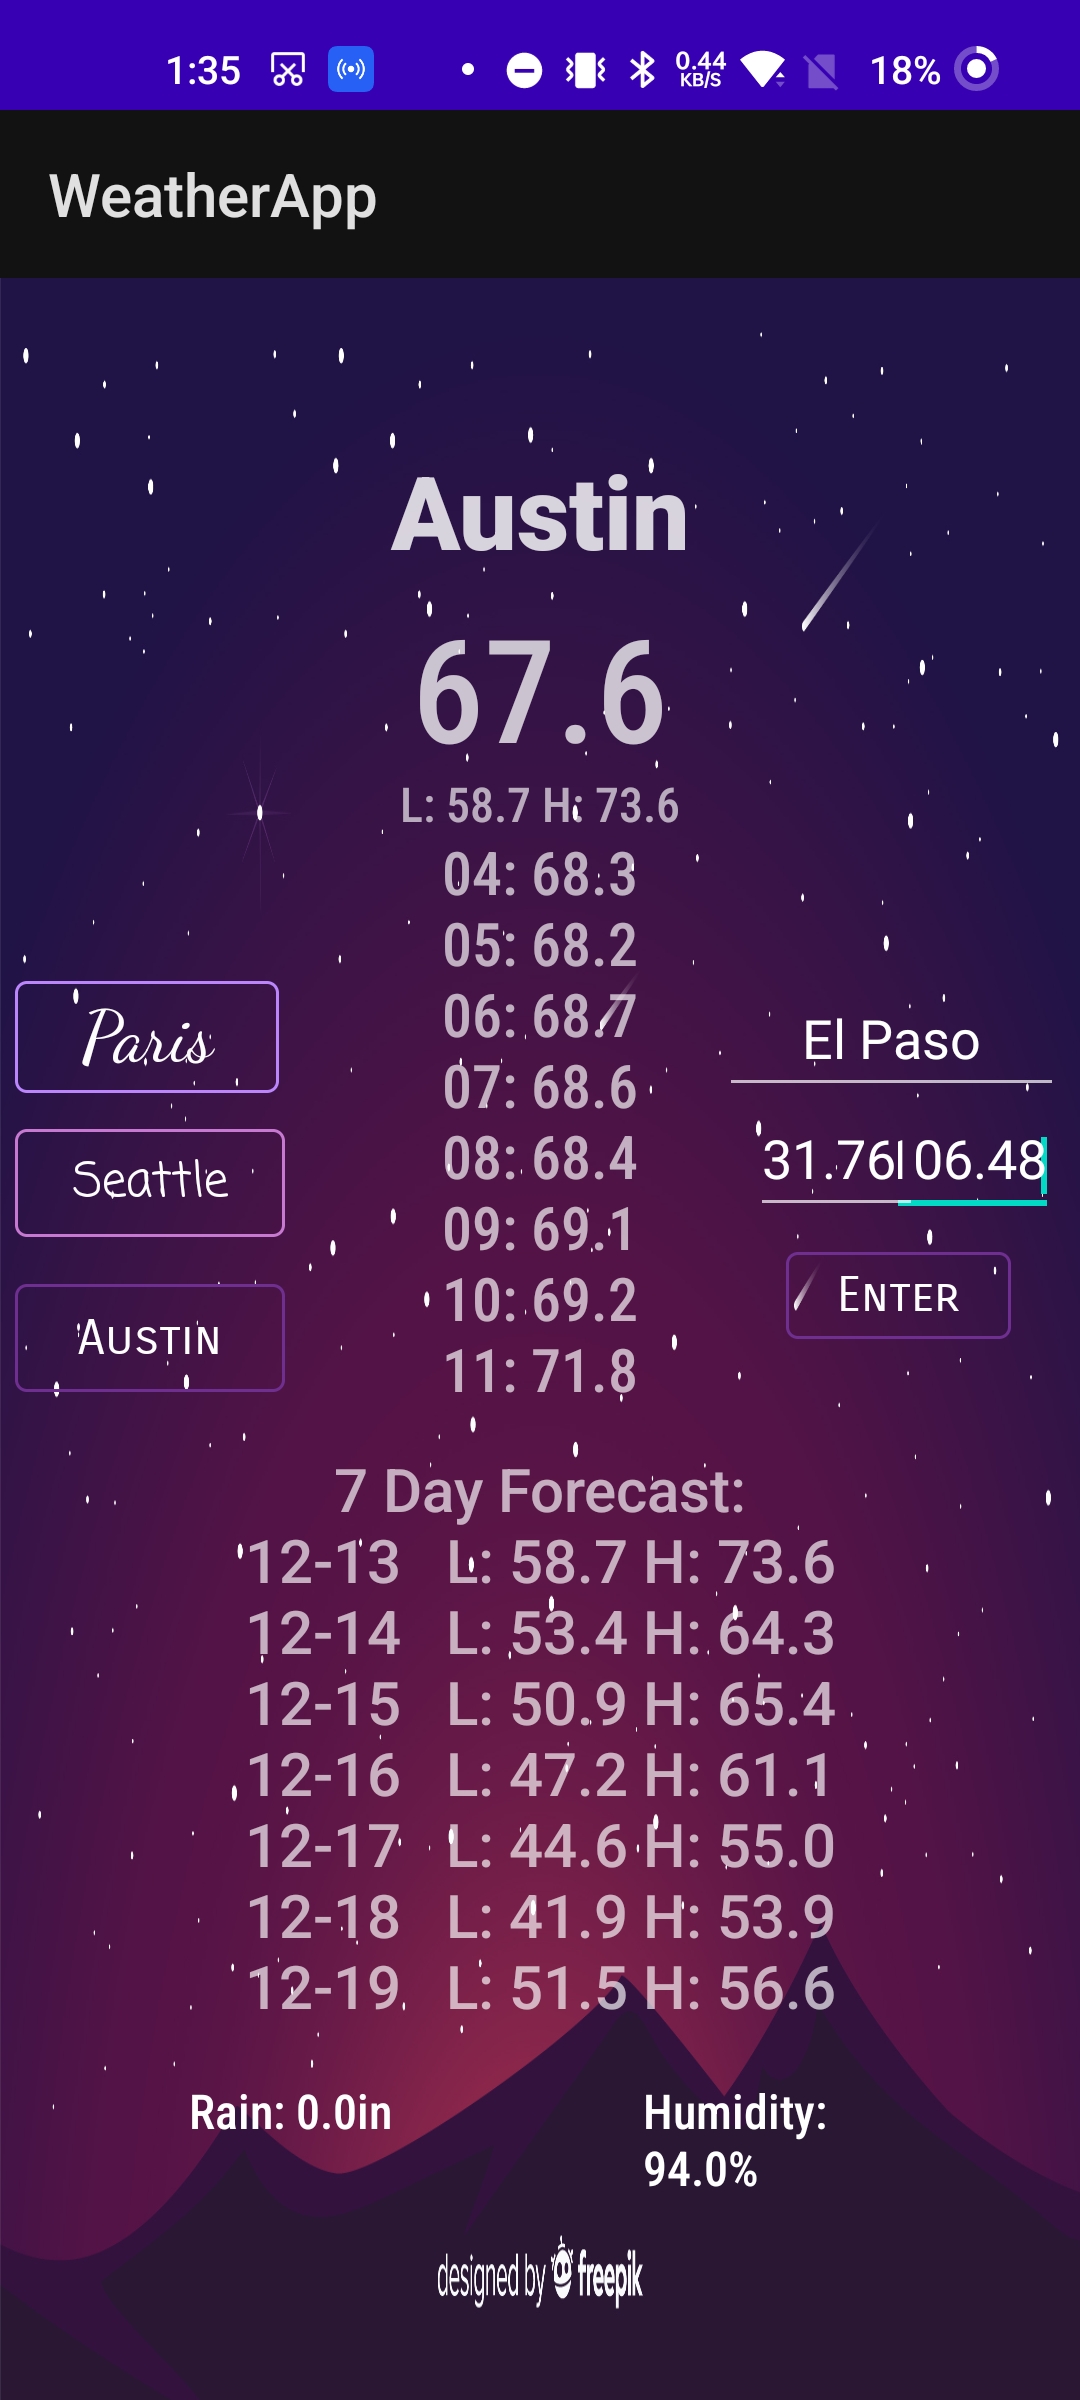 1:35
0.44
KB/S
18%
WeatherApp
Austin
67.6
L: 58.7 H: 73.6
04: 68.3
05: 68.2
06: 68.7
07: 68.6
08: 68.4
09: 69.1
10: 69.2
11: 71.8
Paris
Seattle
Austin
El Paso
31.76 06.48
Enter
7 Day Forecast:
12-13 L: 58.7 H: 73.6
12-14 L: 53.4 H: 64.3
12-15 L: 50.9 H: 65.4
12-16 L: 47.2 H: 61.1
12-17 L: 44.6 H: 55.0
12-18 L: 41.9 H: 53.9
12-19 L: 51.5 H: 56.6
Rain: 0.0in
Humidity:
94.0%
designed by freepik